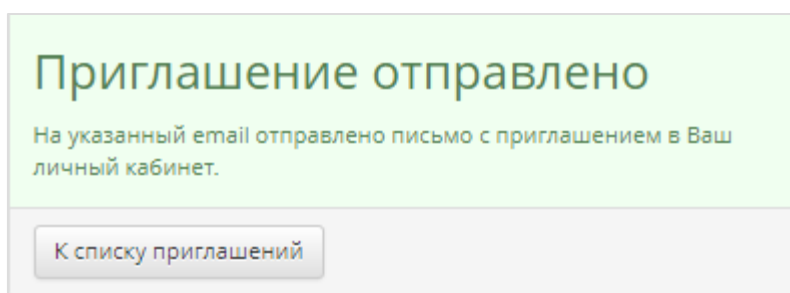 Приглашение отправлено
На указанный email отправлено письмо с приглашением в Ваш
личный кабинет.
К списку приглашений